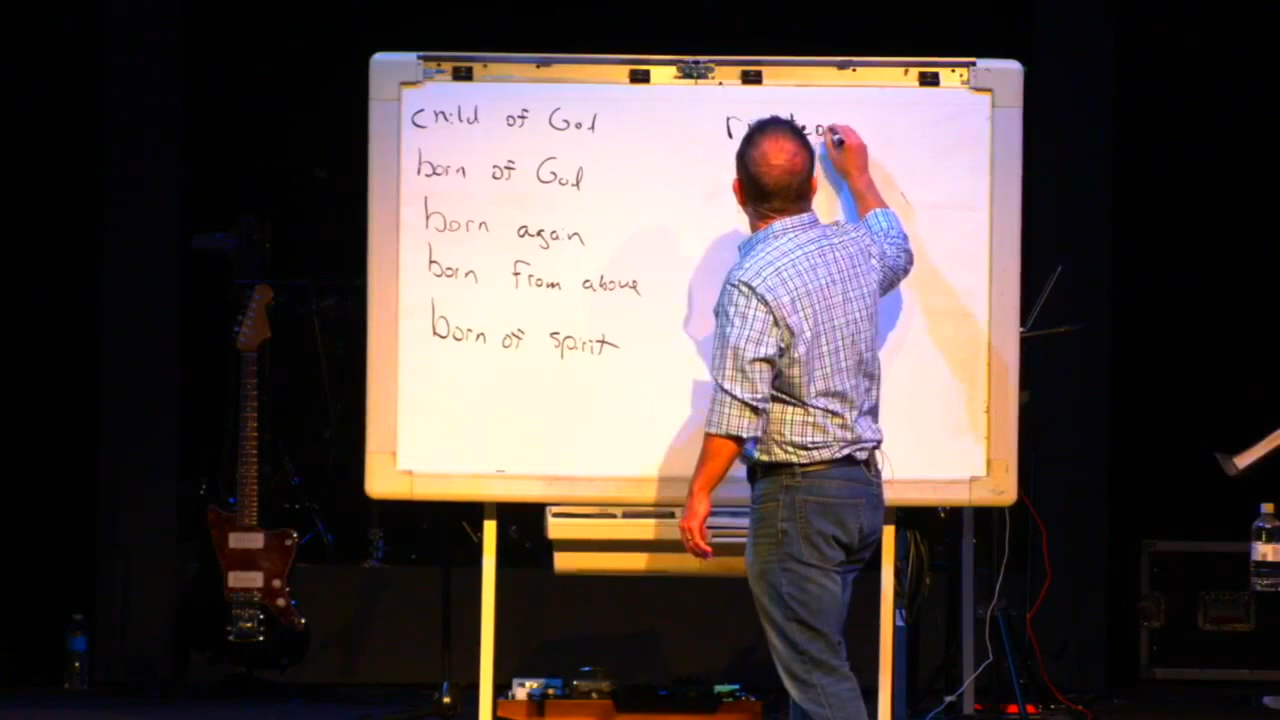 child of God
born of God
born again
born from above
born of spirit